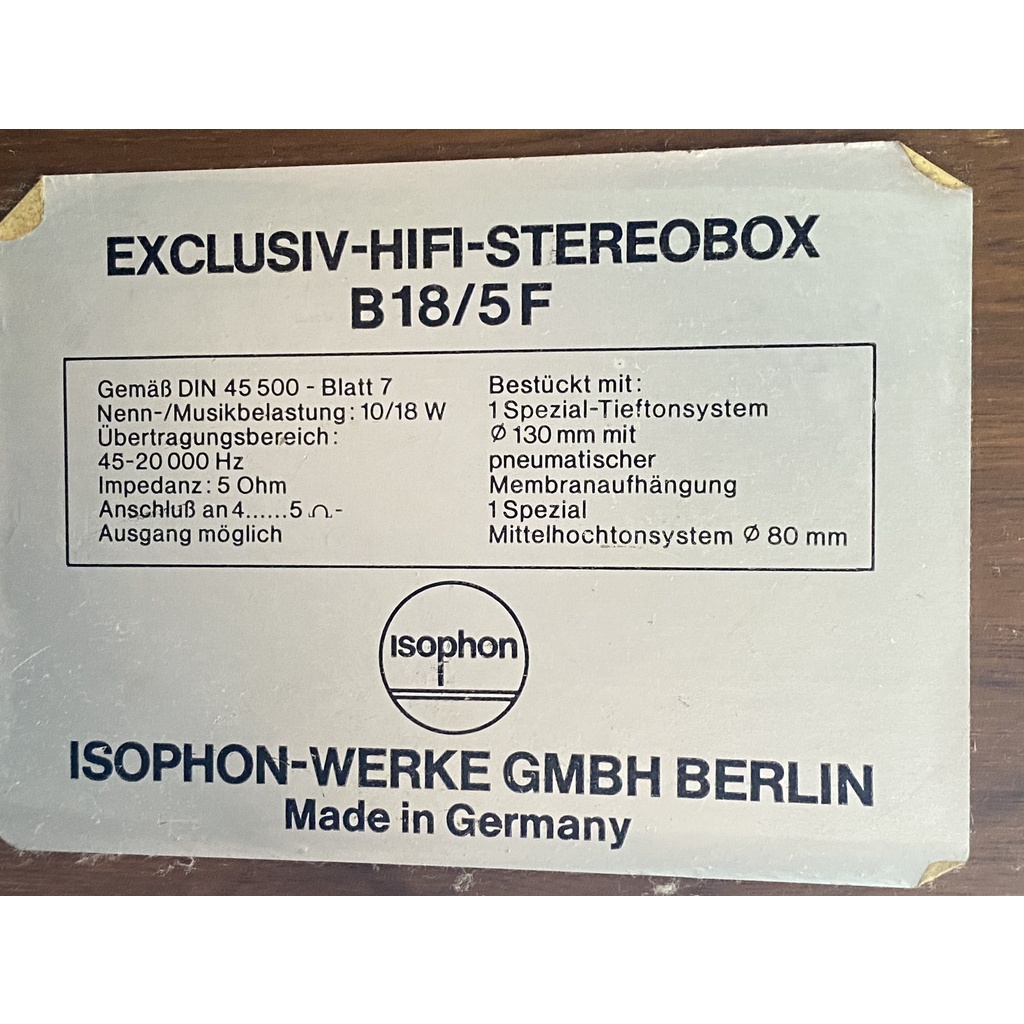 EXCLUSIV-HIFI-STEREOBOX
B18/5F
Gemäß DIN 45 500 - Blatt 7
Nenn-/Musikbelastung: 10/18 W
Übertragungsbereich:
45-20 000 Hz
Impedanz: 5 Ohm
Anschluß an 4......5 Ω-
Ausgang möglich
Bestückt mit:
1 Spezial-Tieftonsystem
Ø 130 mm mit
pneumatischer
Membranaufhängung
1 Spezial
Mittelhochtonsystem Ø 80 mm
Isophon
ISOPHON-WERKE GMBH BERLIN
Made in Germany